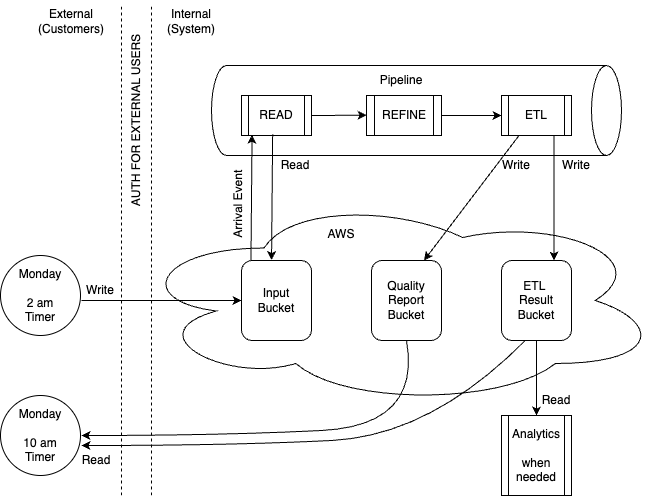 External
(Customers)
Internal
(System)
AUTH FOR EXTERNAL USERS
Pipeline
READ
REFINE
ETL
Arrival Event
Read
Write
Write
AWS
Monday
2 am
Timer
Write
Input
Bucket
Quality
Report
Bucket
ETL
Result
Bucket
Monday
10 am
Timer
Read
Read
Analytics
when
needed